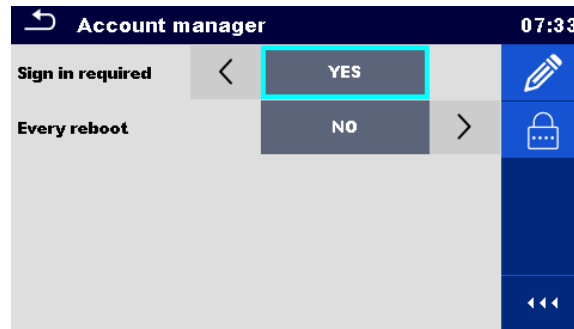 Account manager 07:33
Sign in required YES
Every reboot NO